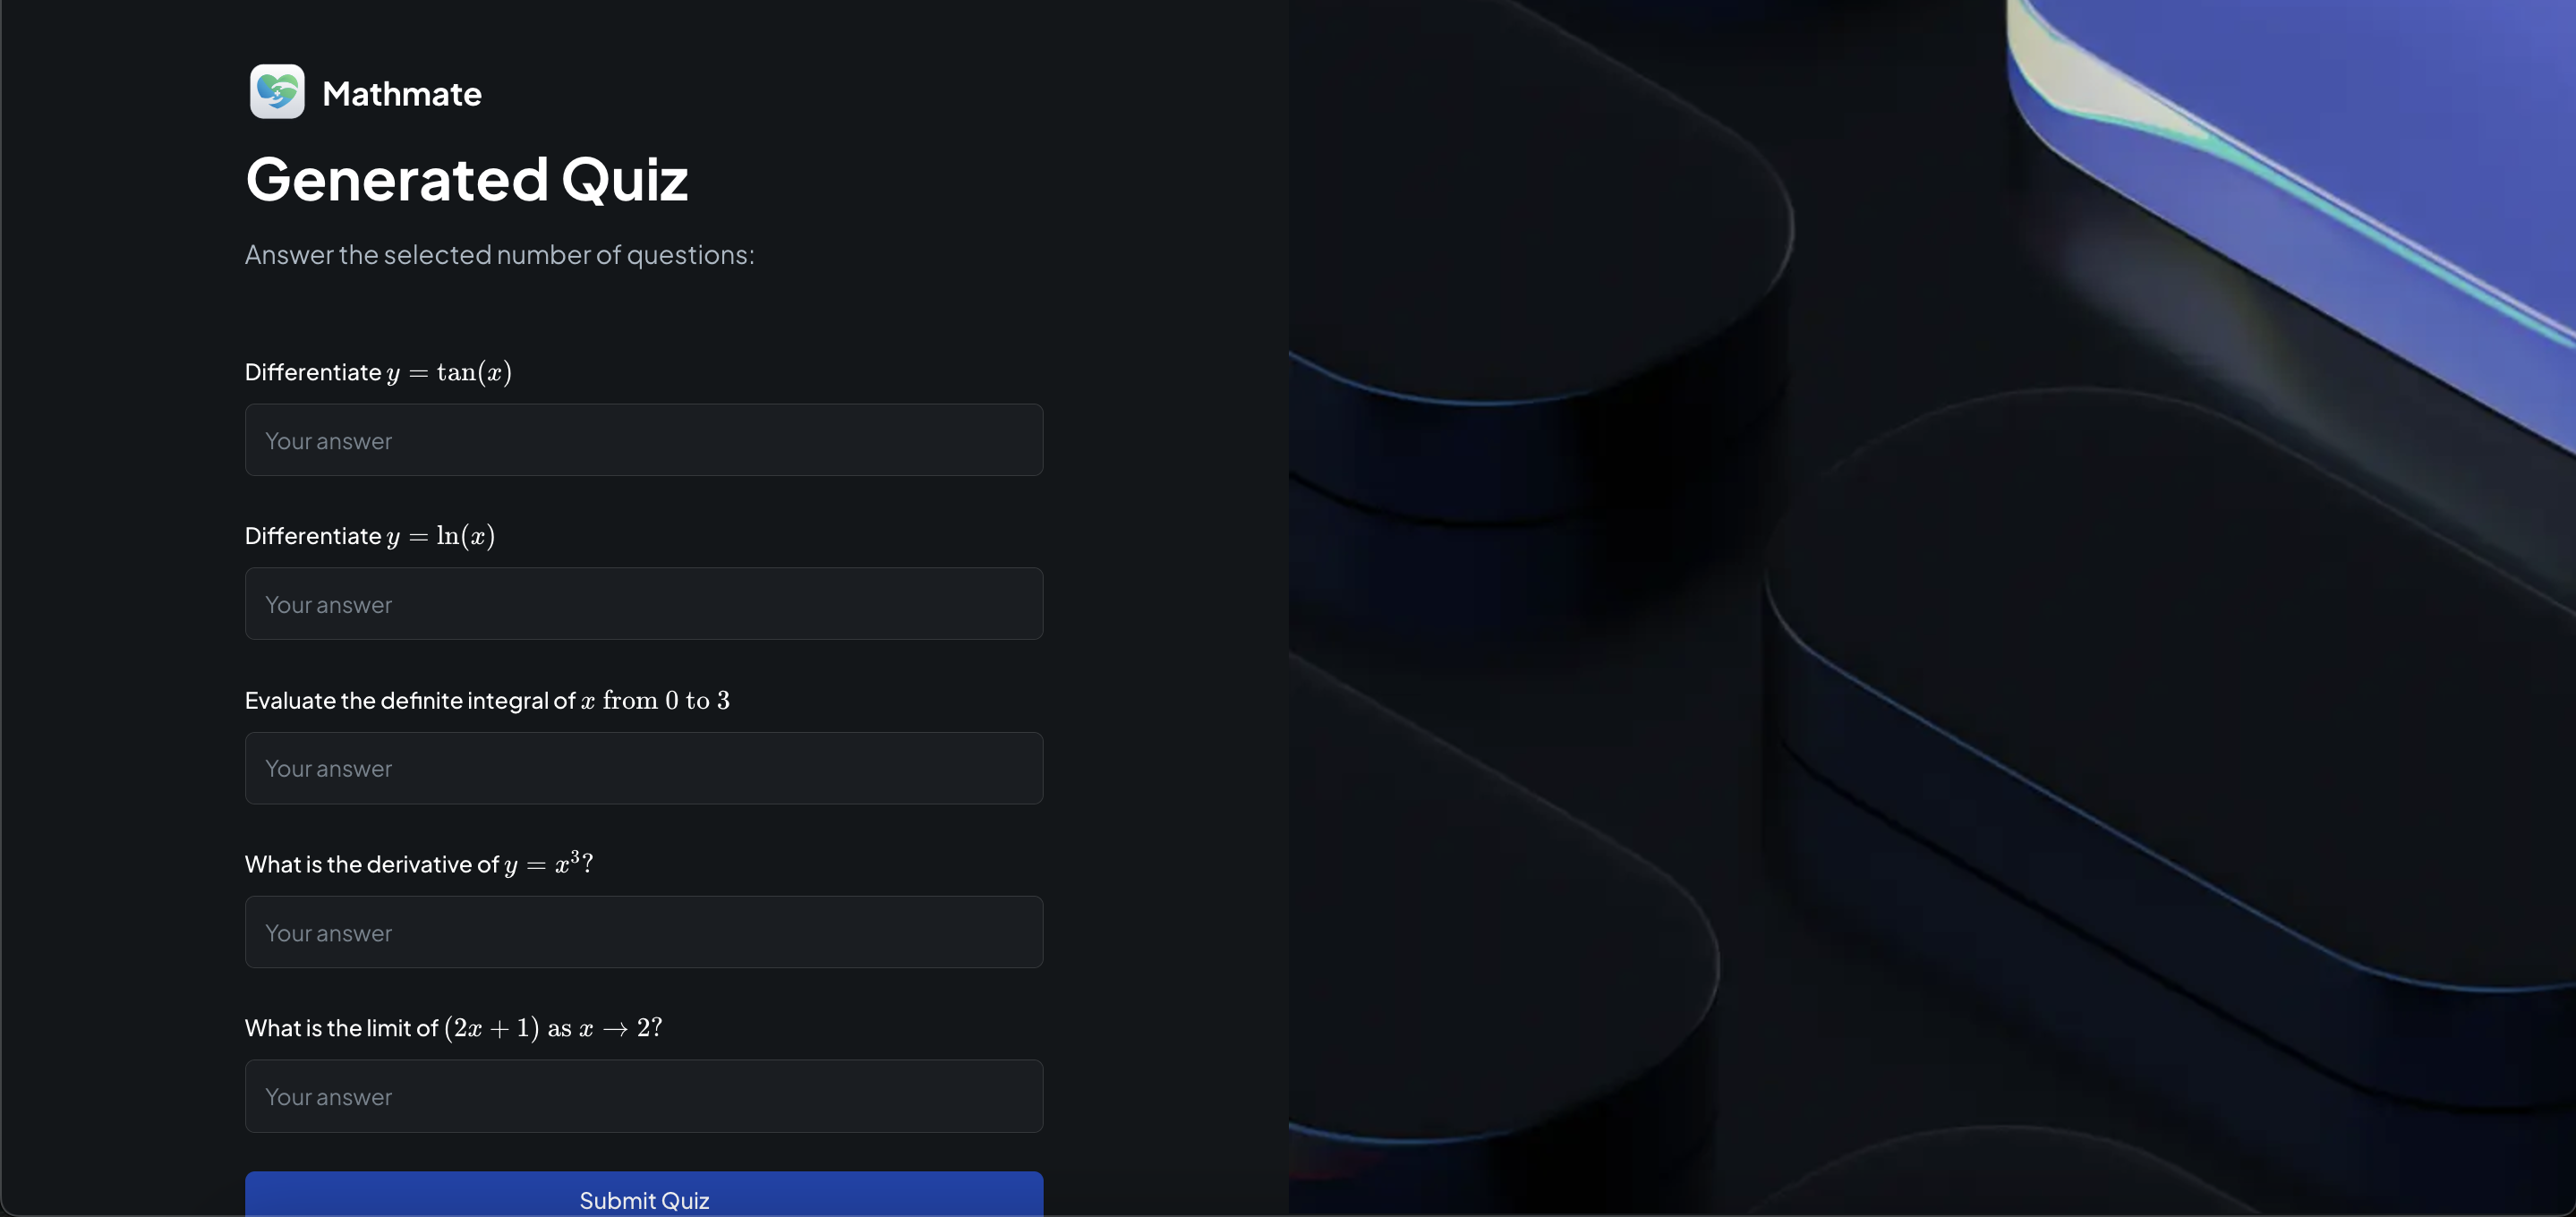 Mathmate
Generated Quiz
Answer the selected number of questions:
Differentiate y = tan(x)
Your answer
Differentiate y = ln(x)
Your answer
Evaluate the definite integral of x from 0 to 3
Your answer
What is the derivative of y = x³?
Your answer
What is the limit of (2x + 1) as x → 2?
Your answer
Submit Quiz